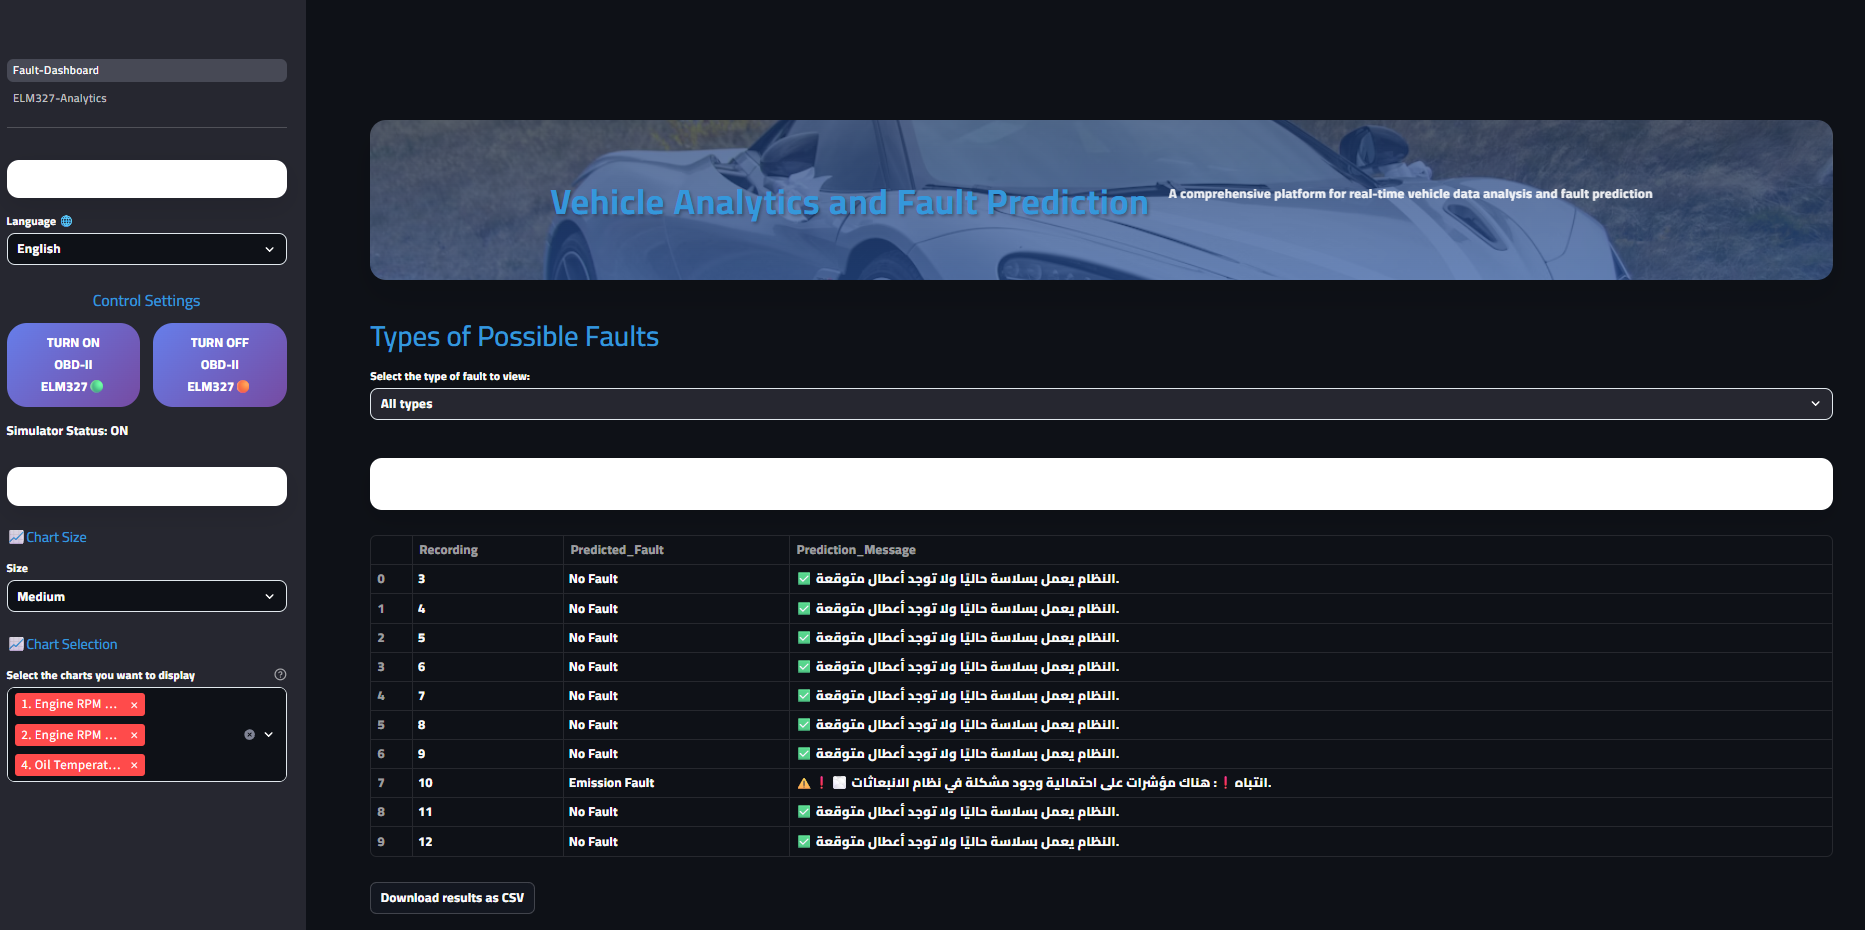 Fault-Dashboard
ELM327-Analytics
Language 🌐
English
Control Settings
TURN ON
OBD-II
ELM327 🟢
TURN OFF
OBD-II
ELM327 🟠
Simulator Status: ON
📈 Chart Size
Size
Medium
📈 Chart Selection
Select the charts you want to display
1. Engine RPM ... ×
2. Engine RPM ... ×
4. Oil Temperat... ×
Vehicle Analytics and Fault Prediction
A comprehensive platform for real-time vehicle data analysis and fault prediction
Types of Possible Faults
Select the type of fault to view:
All types
Recording Predicted_Fault Prediction_Message
0 3 No Fault ✅ النظام يعمل بسلاسة حاليًا ولا توجد أعطال متوقعة.
1 4 No Fault ✅ النظام يعمل بسلاسة حاليًا ولا توجد أعطال متوقعة.
2 5 No Fault ✅ النظام يعمل بسلاسة حاليًا ولا توجد أعطال متوقعة.
3 6 No Fault ✅ النظام يعمل بسلاسة حاليًا ولا توجد أعطال متوقعة.
4 7 No Fault ✅ النظام يعمل بسلاسة حاليًا ولا توجد أعطال متوقعة.
5 8 No Fault ✅ النظام يعمل بسلاسة حاليًا ولا توجد أعطال متوقعة.
6 9 No Fault ✅ النظام يعمل بسلاسة حاليًا ولا توجد أعطال متوقعة.
7 10 Emission Fault ⚠️ ❗ انتباه ❗ : هناك مؤشرات على احتمالية وجود مشكلة في نظام الانبعاثات.
8 11 No Fault ✅ النظام يعمل بسلاسة حاليًا ولا توجد أعطال متوقعة.
9 12 No Fault ✅ النظام يعمل بسلاسة حاليًا ولا توجد أعطال متوقعة.
Download results as CSV